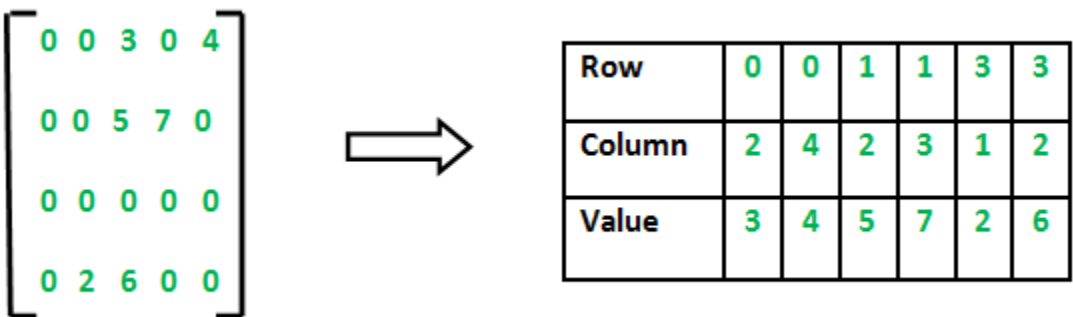 0 0 3 0 4
0 0 5 7 0
0 0 0 0 0
0 2 6 0 0
Row 0 0 1 1 3 3
Column 2 4 2 3 1 2
Value 3 4 5 7 2 6